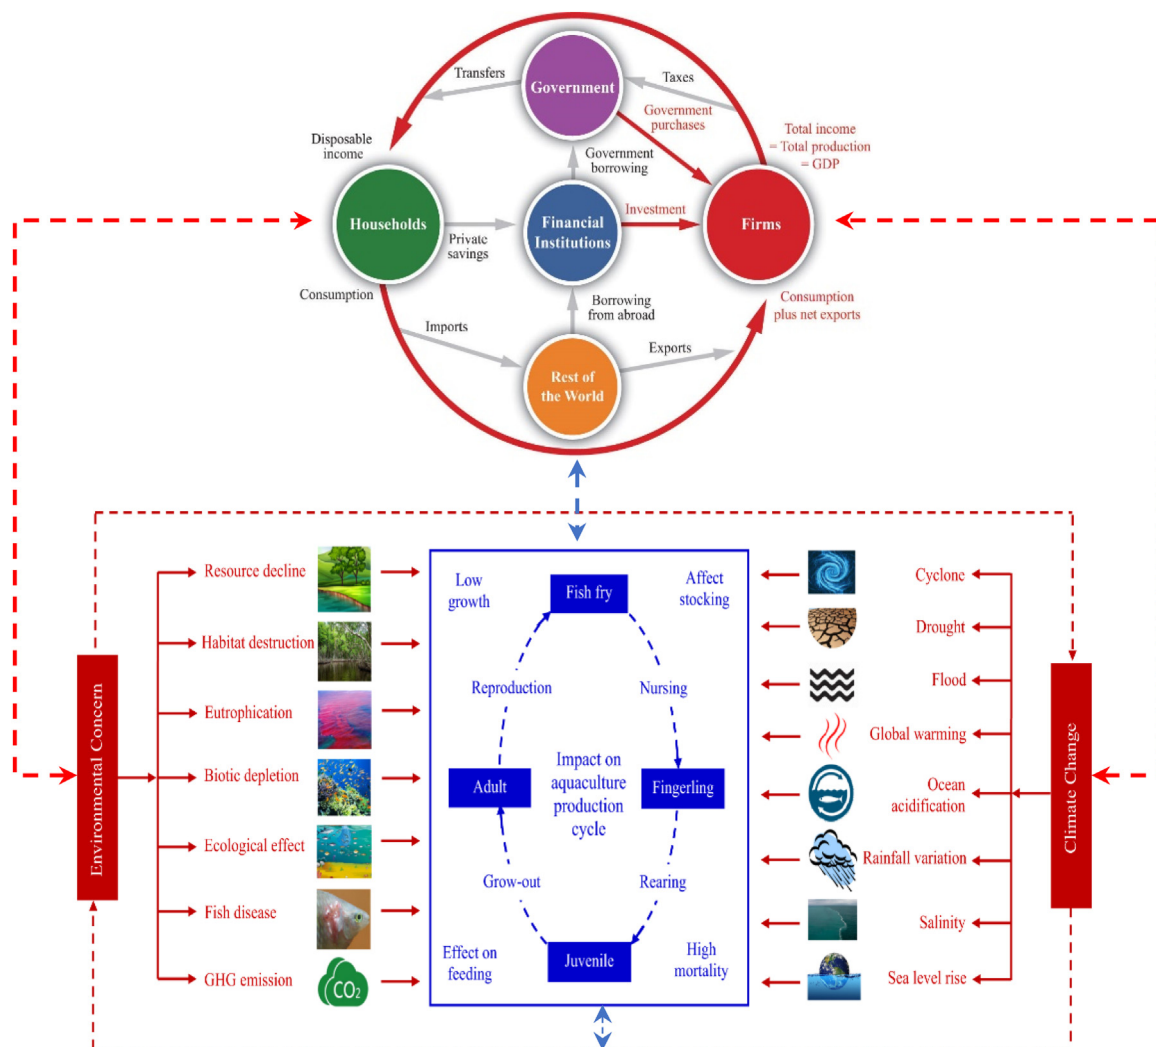 Transfers
Government
Taxes
Government
purchases
Disposable
income
Government
borrowing
Total income
= Total production
= GDP
Households
Private
savings
Financial
Institutions
Investment
Firms
Consumption
Imports
Borrowing
from abroad
Exports
Consumption
plus net exports
Rest of
the World
Environmental Concern
Resource decline
Habitat destruction
Eutrophication
Biotic depletion
Ecological effect
Fish disease
GHG emission
CO2
Low
growth
Fish fry
Affect
stocking
Reproduction
Nursing
Adult
Impact on
aquaculture
production
cycle
Fingerling
Grow-out
Rearing
Effect on
feeding
Juvenile
High
mortality
Cyclone
Drought
Flood
Global warming
Ocean
acidification
Rainfall variation
Salinity
Sea level rise
Climate Change